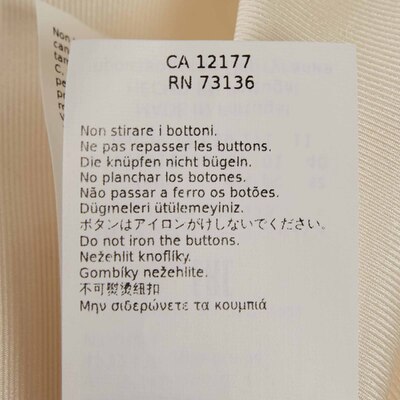 CA 12177
RN 73136
Non stirare i bottoni.
Ne pas repasser les buttons.
Die knüpfen nicht bügeln.
No planchar los botones.
Não passar a ferro os botões.
Dügmeleri ütülemeyiniz.
ボタンはアイロンがけしないでください。
Do not iron the buttons.
Nežehlit knoflíky.
Gombíky nežehlite.
不可熨烫纽扣
Μην σιδερώνετε τα κουμπιά